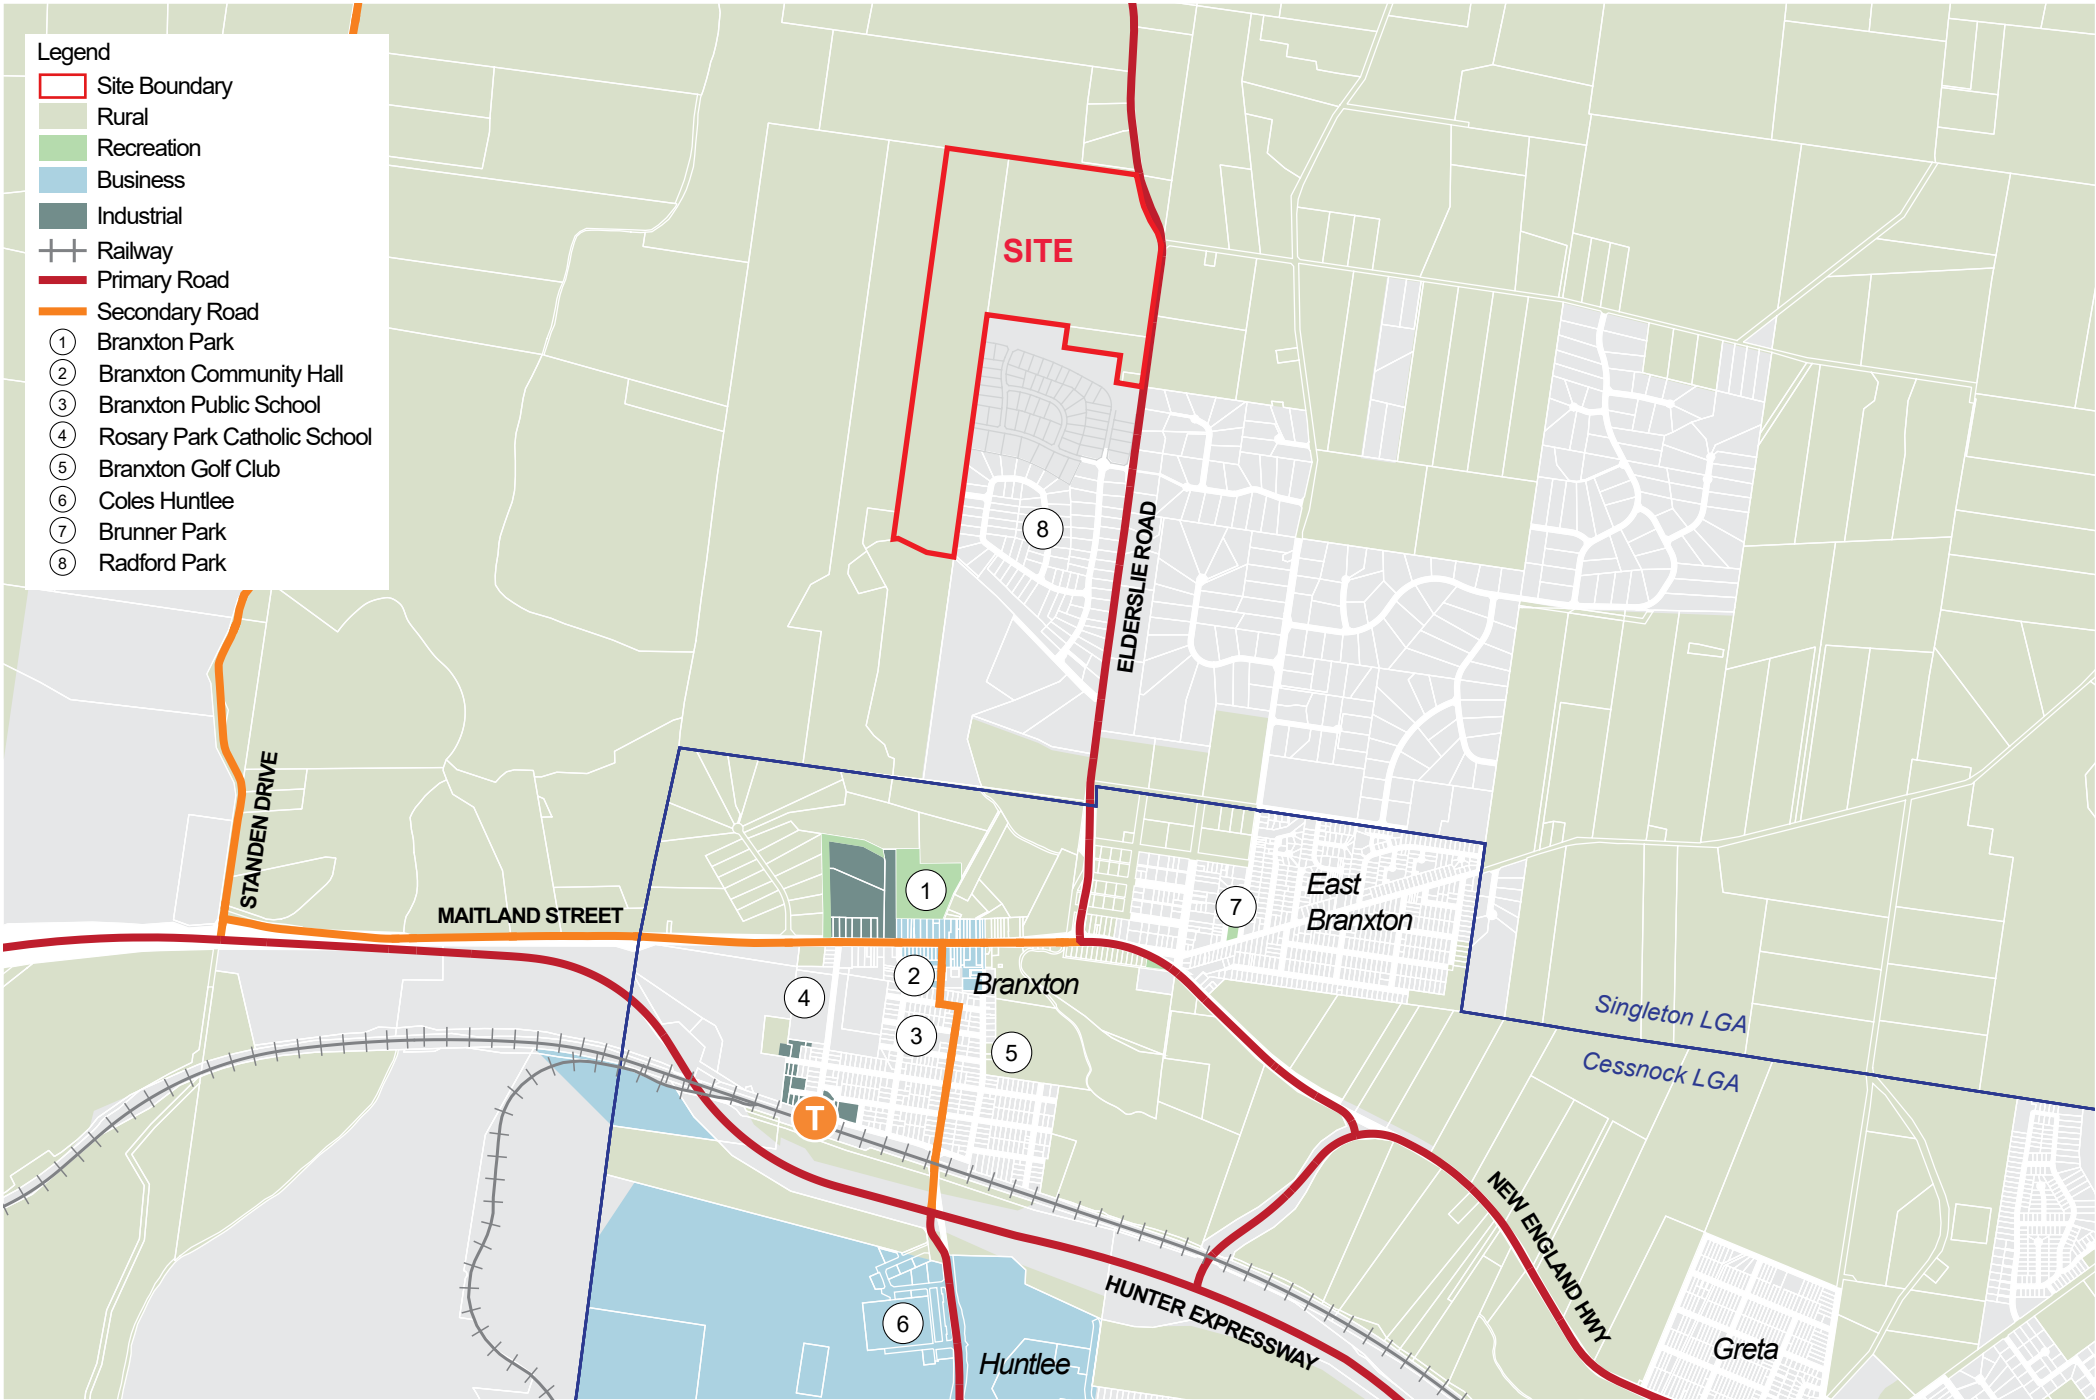 Legend
Site Boundary
Rural
Recreation
Business
Industrial
Railway
Primary Road
Secondary Road
1 Branxton Park
2 Branxton Community Hall
3 Branxton Public School
4 Rosary Park Catholic School
5 Branxton Golf Club
6 Coles Huntlee
7 Brunner Park
8 Radford Park
SITE
8
ELDERSLIE ROAD
STANDEN DRIVE
MAITLAND STREET
1
7
East
Branxton
2
Branxton
4
3
5
Singleton LGA
Cessnock LGA
T
NEW ENGLAND HWY
HUNTER EXPRESSWAY
6
Huntlee
Greta